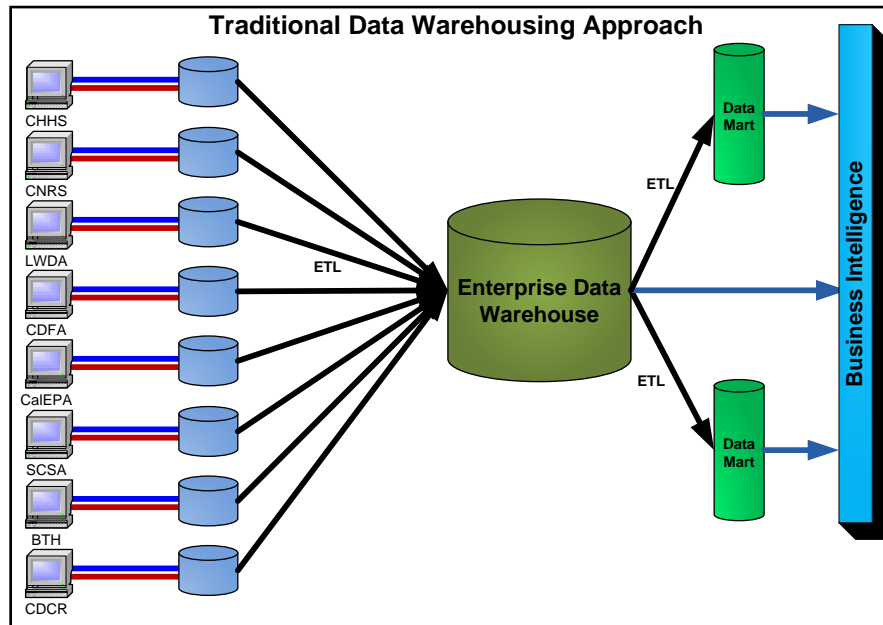 Traditional Data Warehousing Approach
CHHS
CNRS
LWDA
CDFA
CalEPA
SCSA
BTH
CDCR
ETL
Enterprise Data
Warehouse
ETL
ETL
Data
Mart
Data
Mart
Business Intelligence